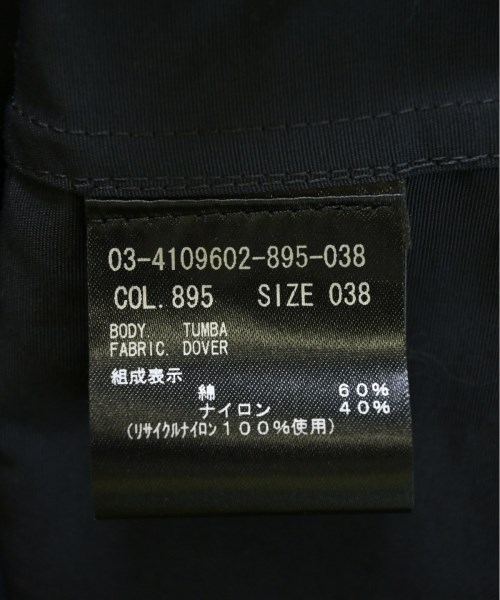 03-4109602-895-038
COL. 895 SIZE 038
BODY. TUMBA
FABRIC. DOVER
組成表示
綿 60%
ナイロン 40%
(リサイクルナイロン100%使用)